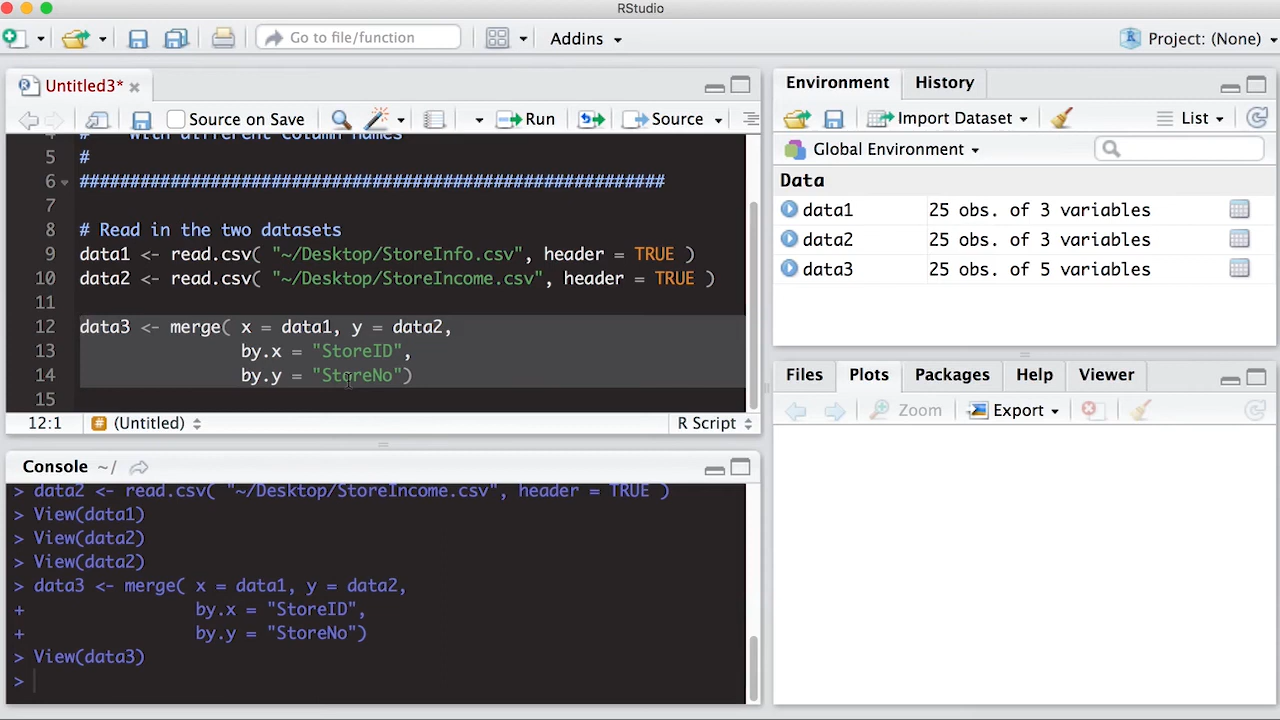 RStudio
Go to file/function
Addins
Project: (None)
Untitled3*
Source on Save
Run
Source
# with different column names
5 #
6 ##########################################################
7
8 # Read in the two datasets
9 data1 <- read.csv( "~/Desktop/StoreInfo.csv", header = TRUE )
10 data2 <- read.csv( "~/Desktop/StoreIncome.csv", header = TRUE )
11
12 data3 <- merge( x = data1, y = data2,
13 by.x = "StoreID",
14 by.y = "StoreNo")
15
12:1 # (Untitled) R Script
Console ~/
> data2 <- read.csv( "~/Desktop/StoreIncome.csv", header = TRUE )
> View(data1)
> View(data2)
> View(data2)
> data3 <- merge( x = data1, y = data2,
+ by.x = "StoreID",
+ by.y = "StoreNo")
> View(data3)
>
Environment History
Import Dataset List
Global Environment
Data
data1 25 obs. of 3 variables
data2 25 obs. of 3 variables
data3 25 obs. of 5 variables
Files Plots Packages Help Viewer
Zoom Export